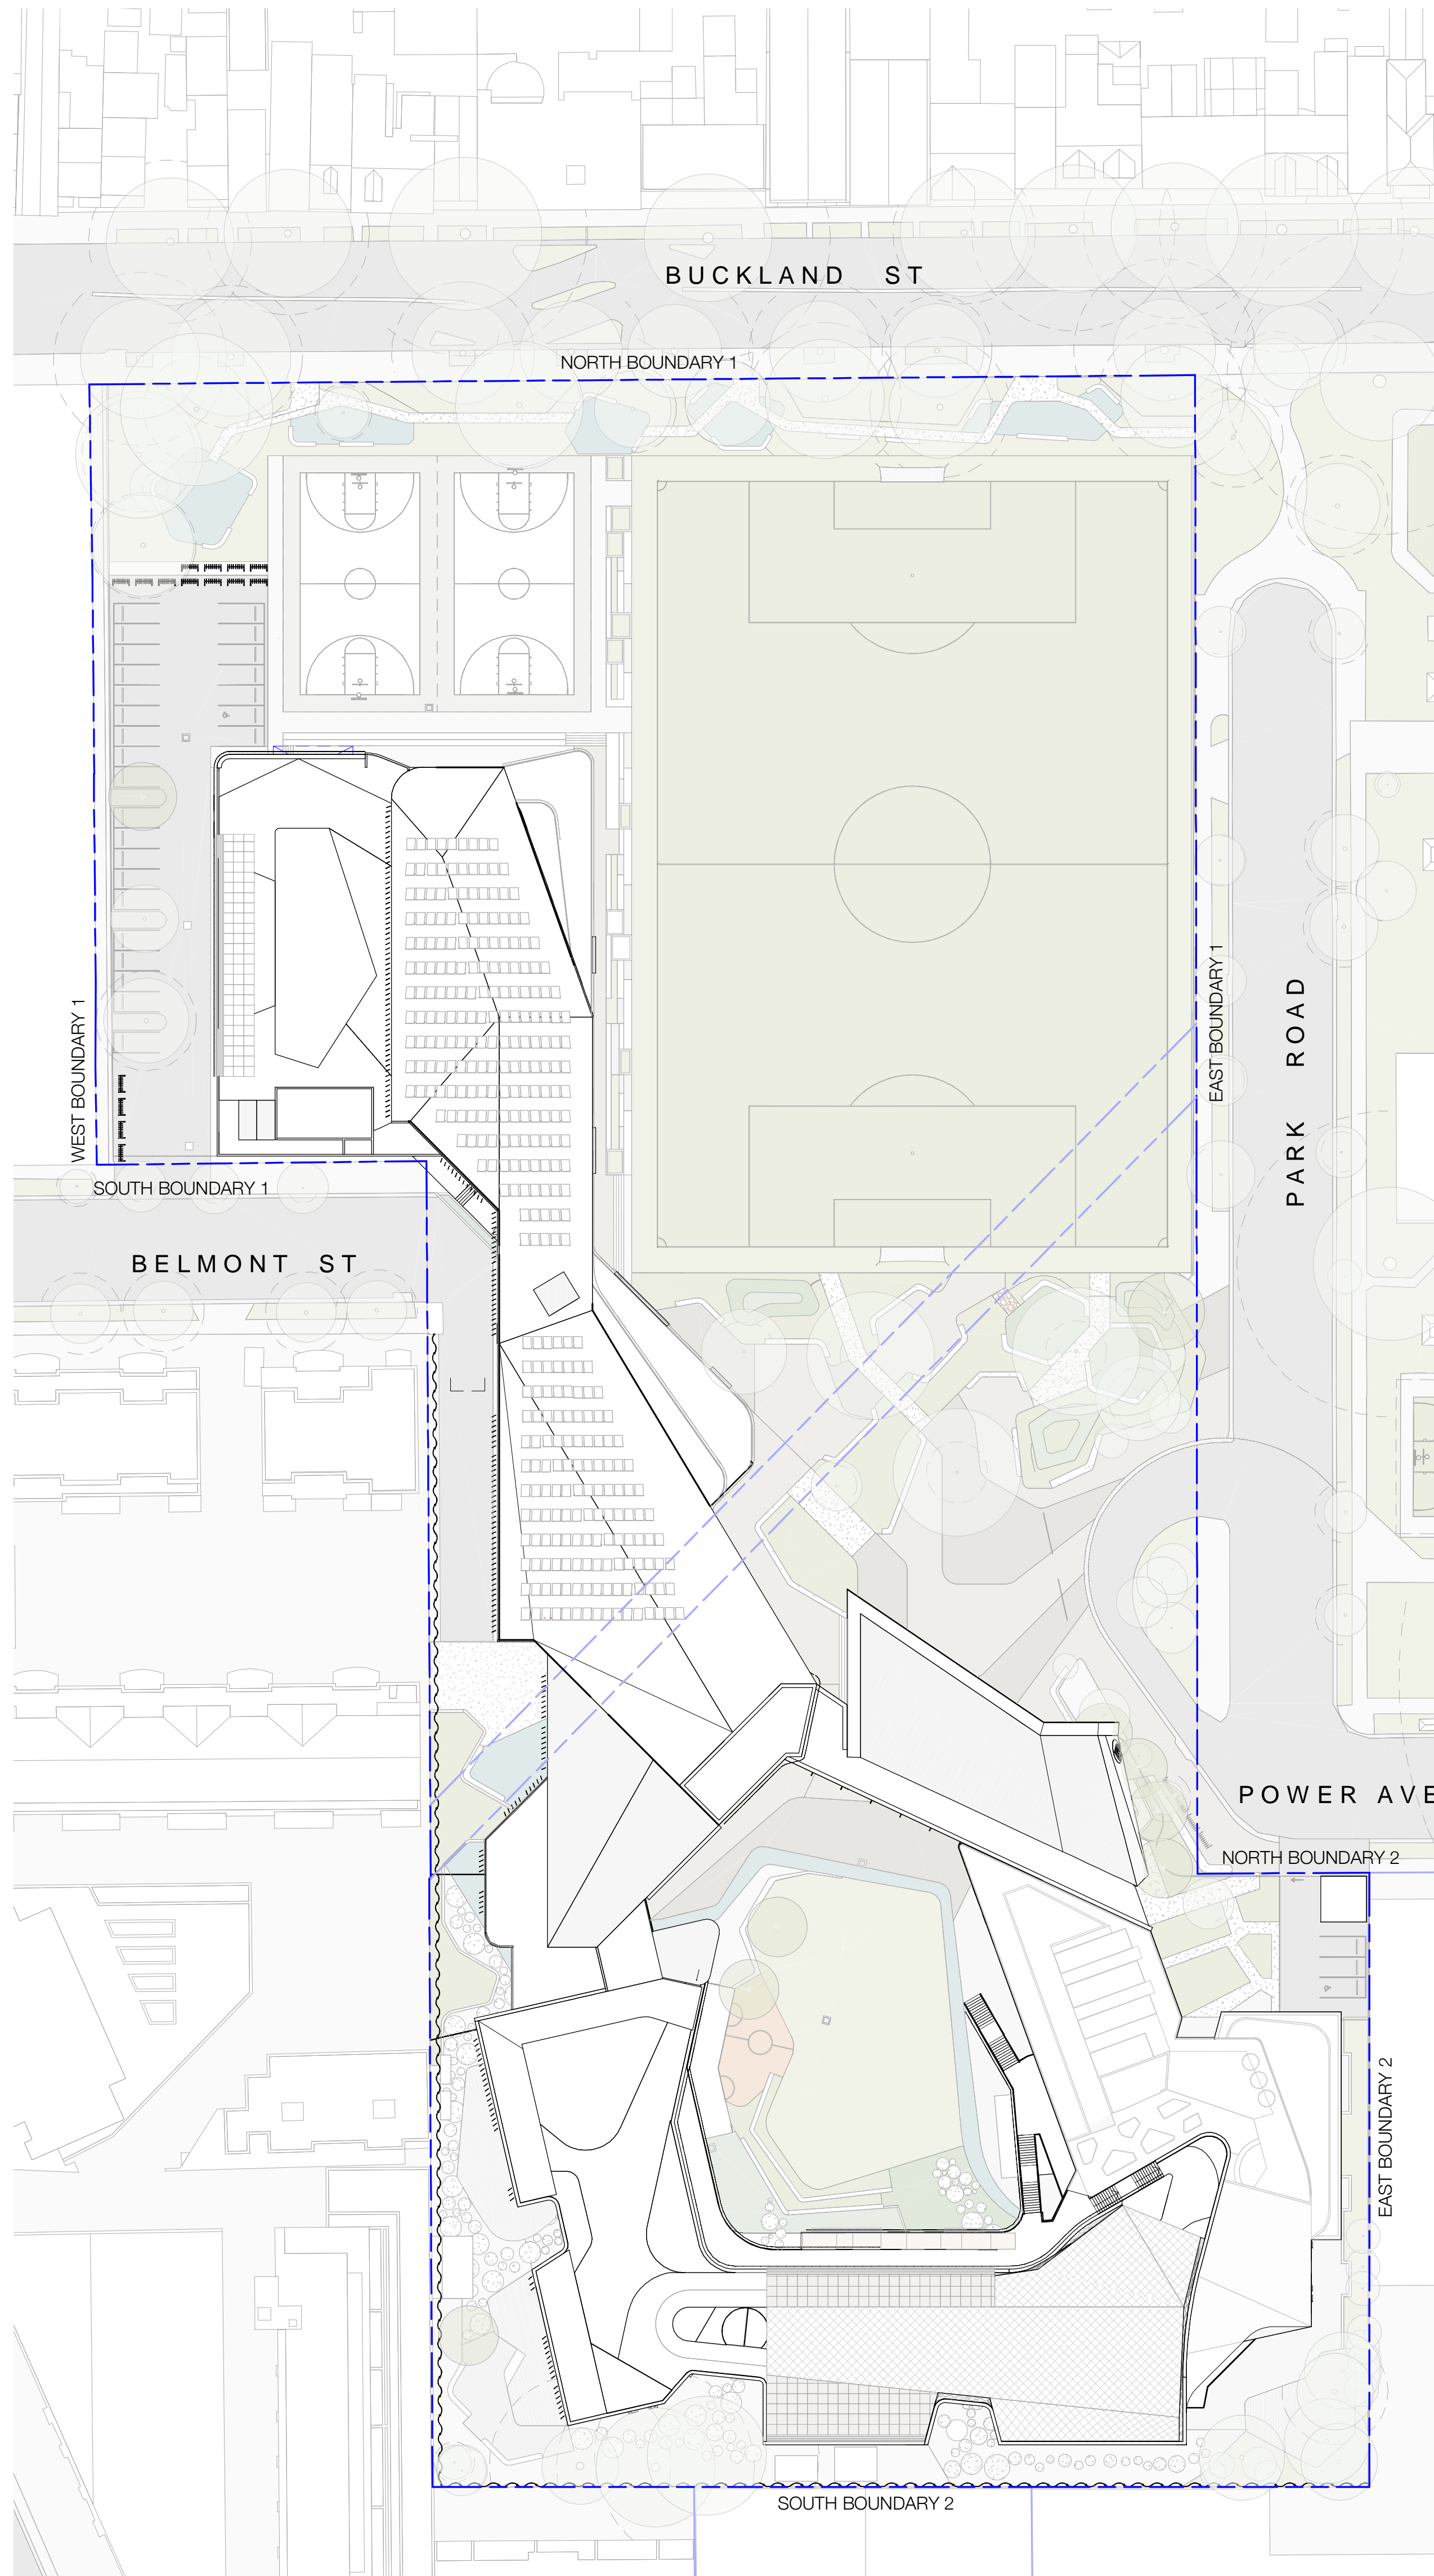 BUCKLAND ST
NORTH BOUNDARY 1
WEST BOUNDARY 1
EAST BOUNDARY 1
PARK ROAD
SOUTH BOUNDARY 1
BELMONT ST
POWER AVE
NORTH BOUNDARY 2
EAST BOUNDARY 2
SOUTH BOUNDARY 2